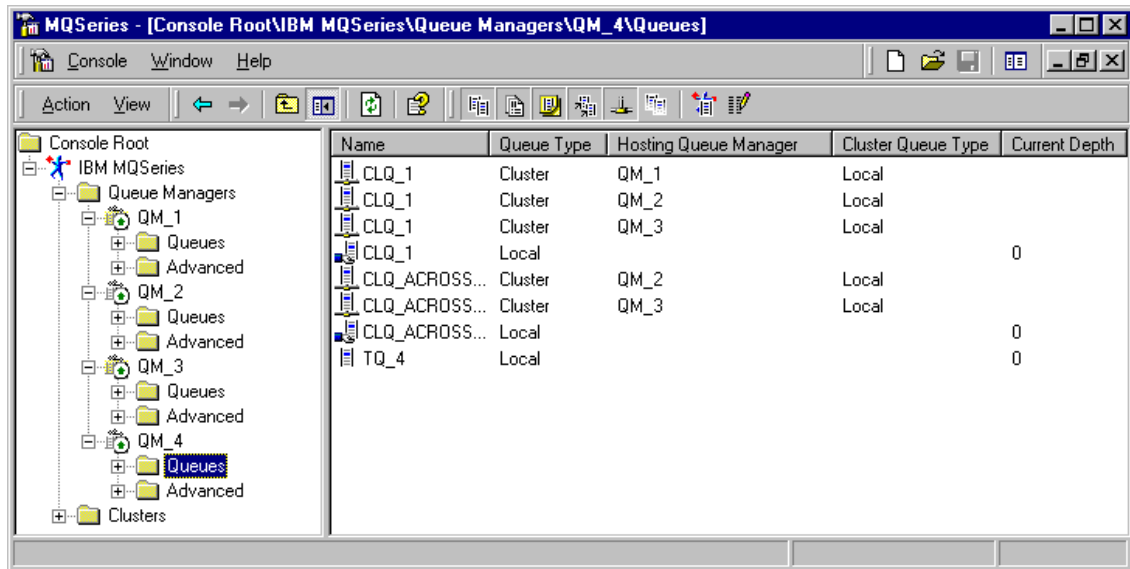 MQSeries - [Console Root\IBM MQSeries\Queue Managers\QM_4\Queues]
Console Window Help
Action View
Console Root
IBM MQSeries
Queue Managers
QM_1
Queues
Advanced
QM_2
Queues
Advanced
QM_3
Queues
Advanced
QM_4
Queues
Advanced
Clusters
Name Queue Type Hosting Queue Manager Cluster Queue Type Current Depth
CLQ_1 Cluster QM_1 Local
CLQ_1 Cluster QM_2 Local
CLQ_1 Cluster QM_3 Local
CLQ_1 Local 0
CLQ_ACROSS... Cluster QM_2 Local
CLQ_ACROSS... Cluster QM_3 Local
CLQ_ACROSS... Local 0
TQ_4 Local 0